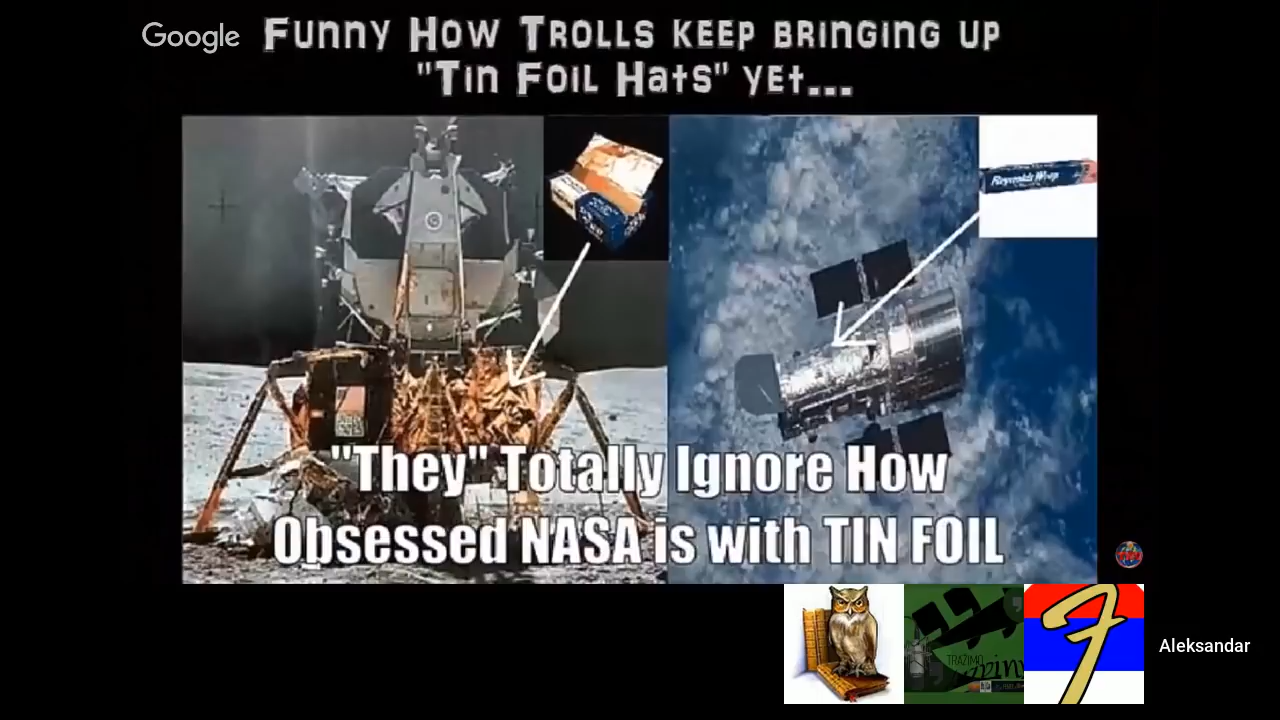 Google
Funny How Trolls keep bringing up
"Tin Foil Hats" yet...
Reynolds Wrap
"They" Totally Ignore How
Obsessed NASA is with TIN FOIL
TRAŽIMO
Aleksandar